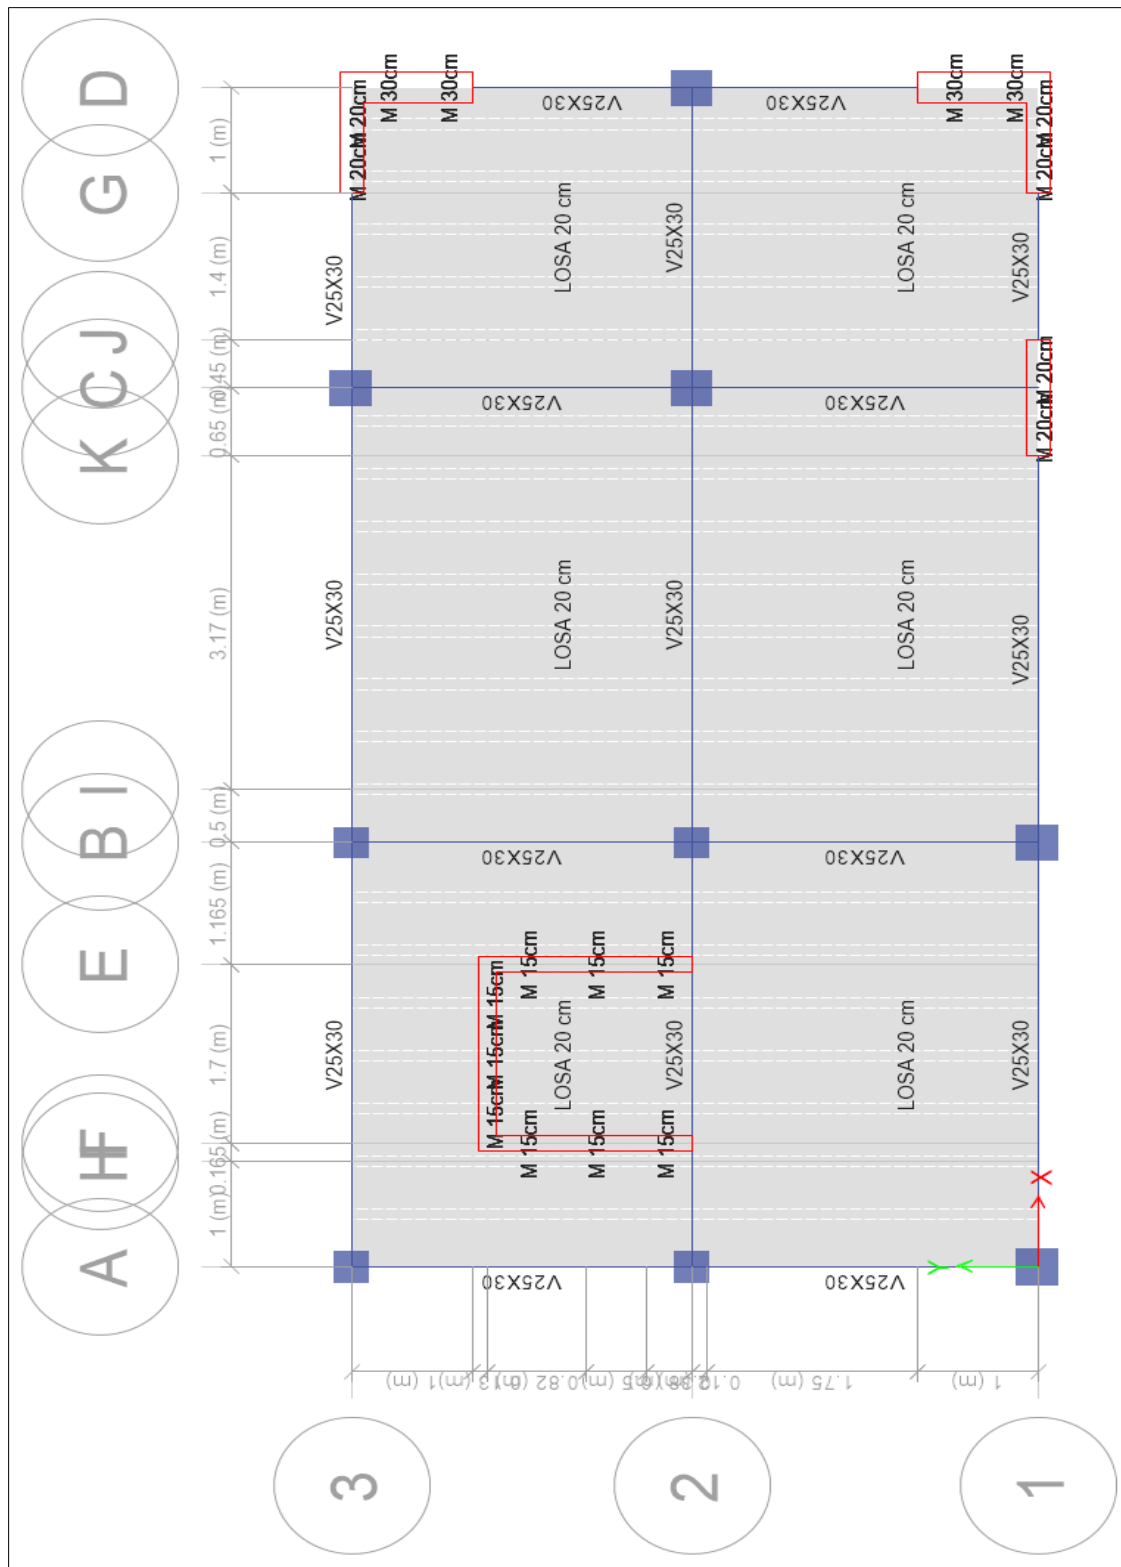 D
G
J
C
K
I
B
E
F
H
A
1 (m)
1.4 (m)
0.45 (m)
0.65 (m)
3.17 (m)
0.5 (m)
1.165 (m)
1.7 (m)
0.165 (m)
1 (m)
M 20cm
M 20cm
M 30cm
M 30cm
V25X30
V25X30
M 30cm
M 30cm
M 20cm
M 20cm
LOSA 20 cm
LOSA 20 cm
V25X30
V25X30
V25X30
M 20cm
M 20cm
V25X30
V25X30
V25X30
LOSA 20 cm
V25X30
LOSA 20 cm
V25X30
V25X30
V25X30
M 15cm
M 15cm
M 15cm
M 15cm
M 15cm
M 15cm
V25X30
LOSA 20 cm
V25X30
LOSA 20 cm
V25X30
M 15cm
M 15cm
M 15cm
X
V25X30
V25X30
Y
1 (m)
0.82 (m)
1.75 (m)
1 (m)
3
2
1